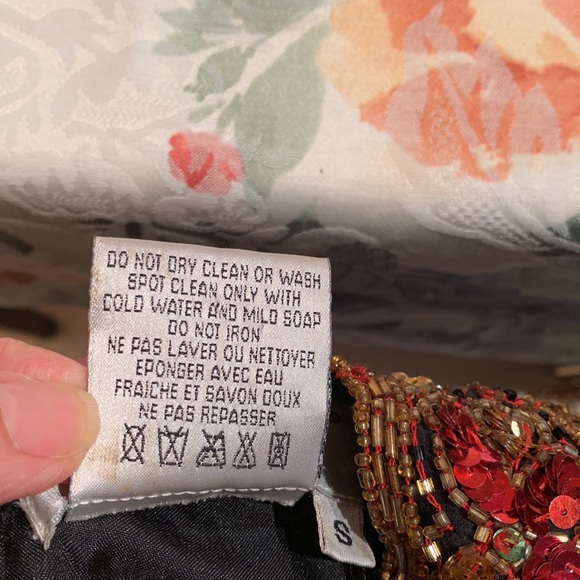 DO NOT DRY CLEAN OR WASH
SPOT CLEAN ONLY WITH
COLD WATER AND MILD SOAP
DO NOT IRON
NE PAS LAVER OU NETTOYER
EPONGER AVEC EAU
FRAICHE ET SAVON DOUX
NE PAS REPASSER
S